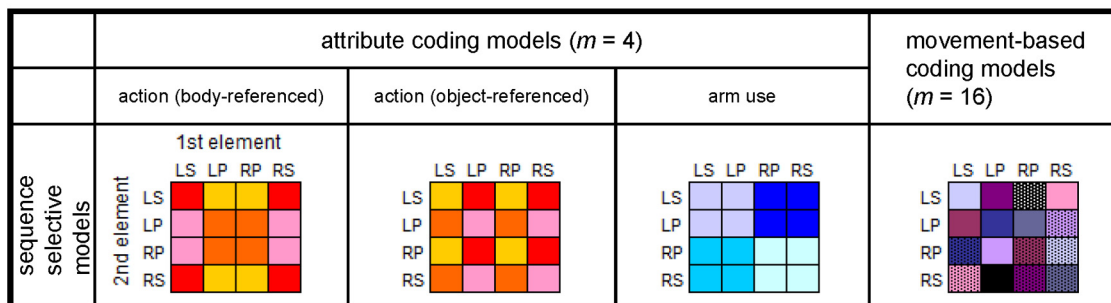 attribute coding models (m = 4)
movement-based
coding models
(m = 16)
action (body-referenced)
action (object-referenced)
arm use
sequence
selective
models
1st element
2nd element
LS LP RP RS
LS
LP
RP
RS
LS LP RP RS
LS
LP
RP
RS
LS LP RP RS
LS
LP
RP
RS
LS LP RP RS
LS
LP
RP
RS